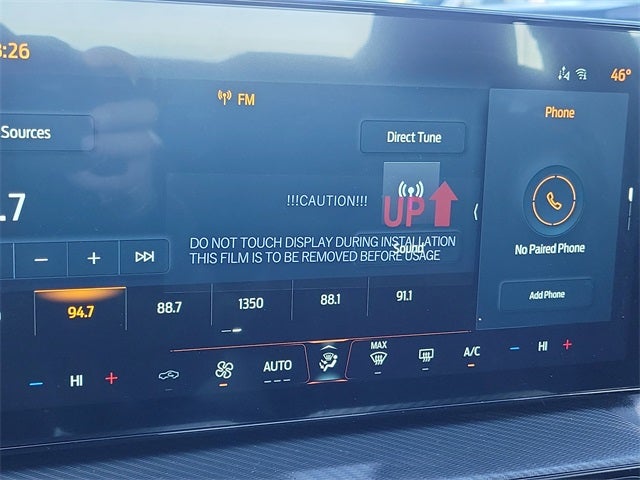 :26
46°
FM
Phone
Sources
Direct Tune
.7
!!!CAUTION!!!
UP
DO NOT TOUCH DISPLAY DURING INSTALLATION
THIS FILM IS TO BE REMOVED BEFORE USAGE
Sound
No Paired Phone
Add Phone
94.7
88.7
1350
88.1
91.1
HI
AUTO
MAX
A/C
HI